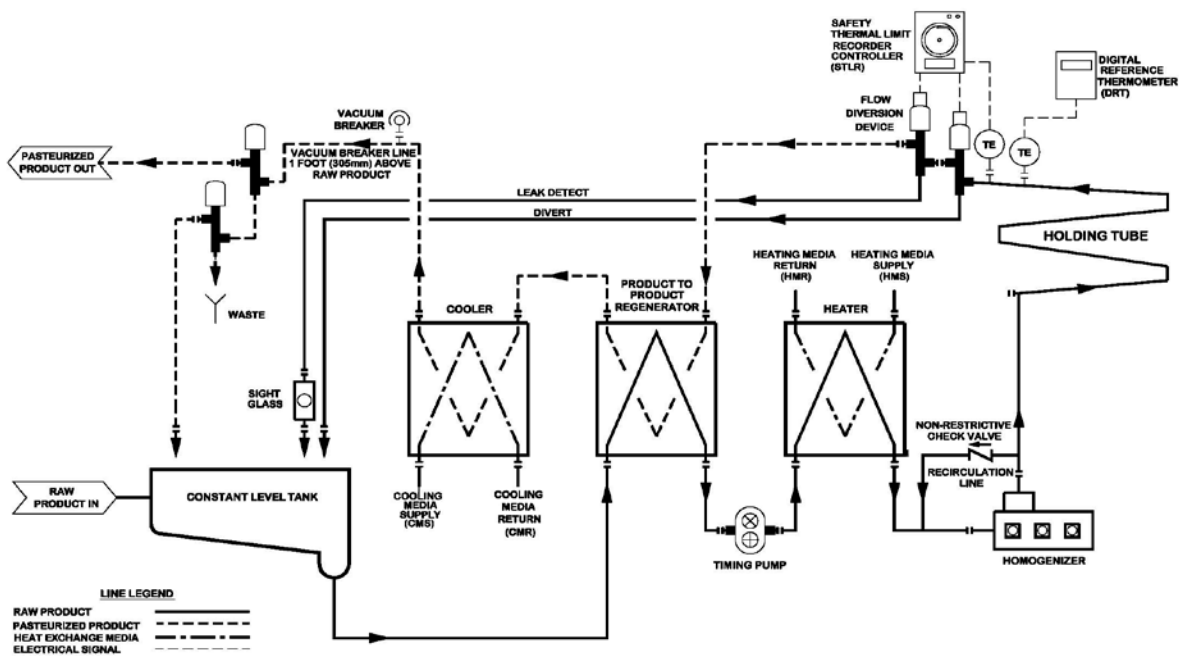 SAFETY
THERMAL LIMIT
RECORDER
CONTROLLER
(STLR)
DIGITAL
REFERENCE
THERMOMETER
(DRT)
FLOW
DIVERSION
DEVICE
TE
TE
VACUUM
BREAKER
VACUUM BREAKER LINE
1 FOOT (305mm) ABOVE
RAW PRODUCT
PASTEURIZED
PRODUCT OUT
LEAK DETECT
DIVERT
HOLDING TUBE
HEATING MEDIA
RETURN
(HMR)
HEATING MEDIA
SUPPLY
(HMS)
WASTE
COOLER
PRODUCT TO
PRODUCT
REGENERATOR
HEATER
SIGHT
GLASS
NON-RESTRICTIVE
CHECK VALVE
RECIRCULATION
LINE
RAW
PRODUCT IN
CONSTANT LEVEL TANK
COOLING
MEDIA
SUPPLY
(CMS)
COOLING
MEDIA
RETURN
(CMR)
TIMING PUMP
HOMOGENIZER
LINE LEGEND
RAW PRODUCT
PASTEURIZED PRODUCT
HEAT EXCHANGE MEDIA
ELECTRICAL SIGNAL